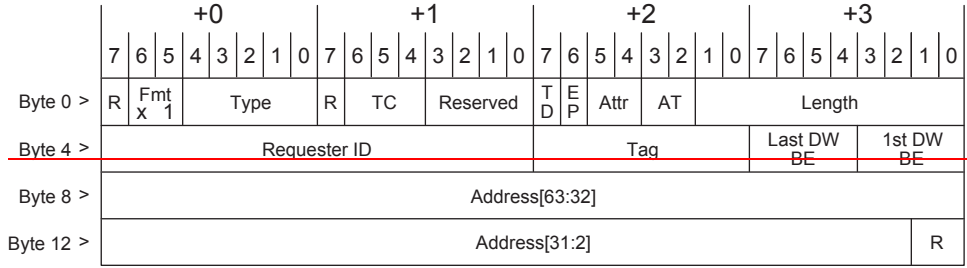 +0 +1 +2 +3
7 6 5 4 3 2 1 0 7 6 5 4 3 2 1 0 7 6 5 4 3 2 1 0 7 6 5 4 3 2 1 0
Byte 0 > R Fmt x 1 Type R TC Reserved TD EP Attr AT Length
Byte 4 > Requester ID Tag Last DW BE 1st DW BE
Byte 8 > Address[63:32]
Byte 12 > Address[31:2] R